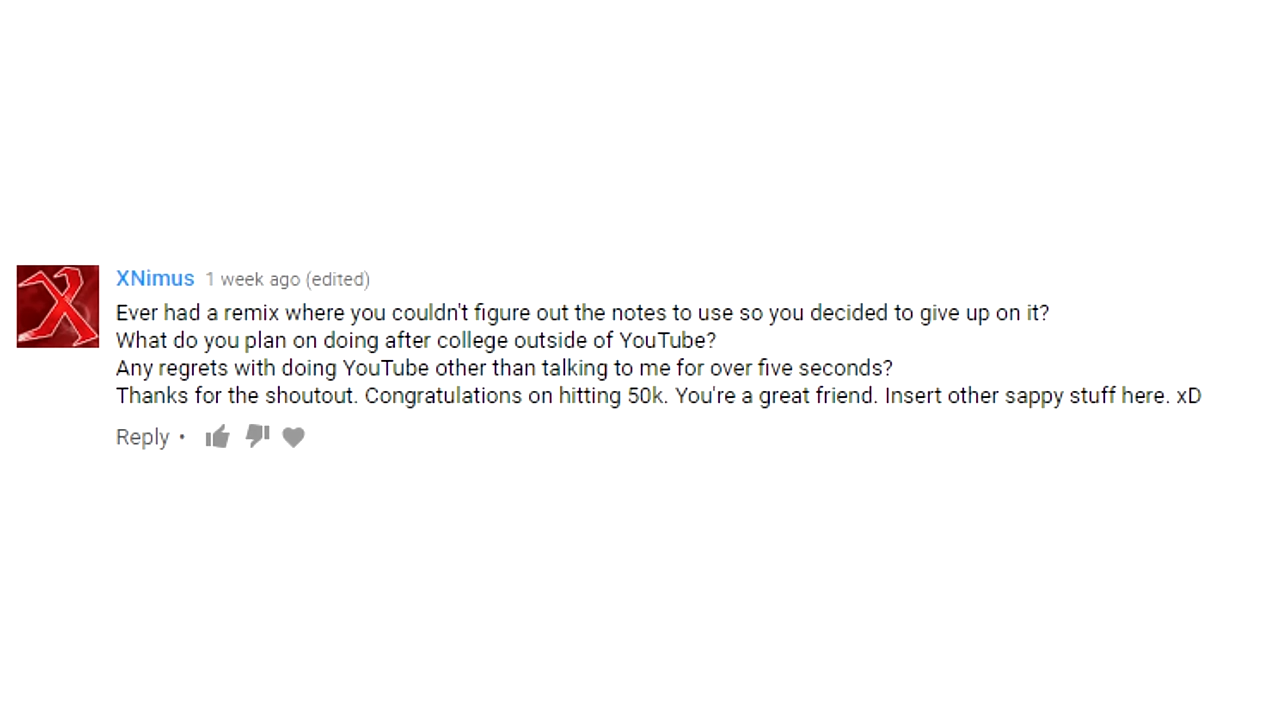 XNimus 1 week ago (edited)
Ever had a remix where you couldn't figure out the notes to use so you decided to give up on it?
What do you plan on doing after college outside of YouTube?
Any regrets with doing YouTube other than talking to me for over five seconds?
Thanks for the shoutout. Congratulations on hitting 50k. You're a great friend. Insert other sappy stuff here. xD
Reply •